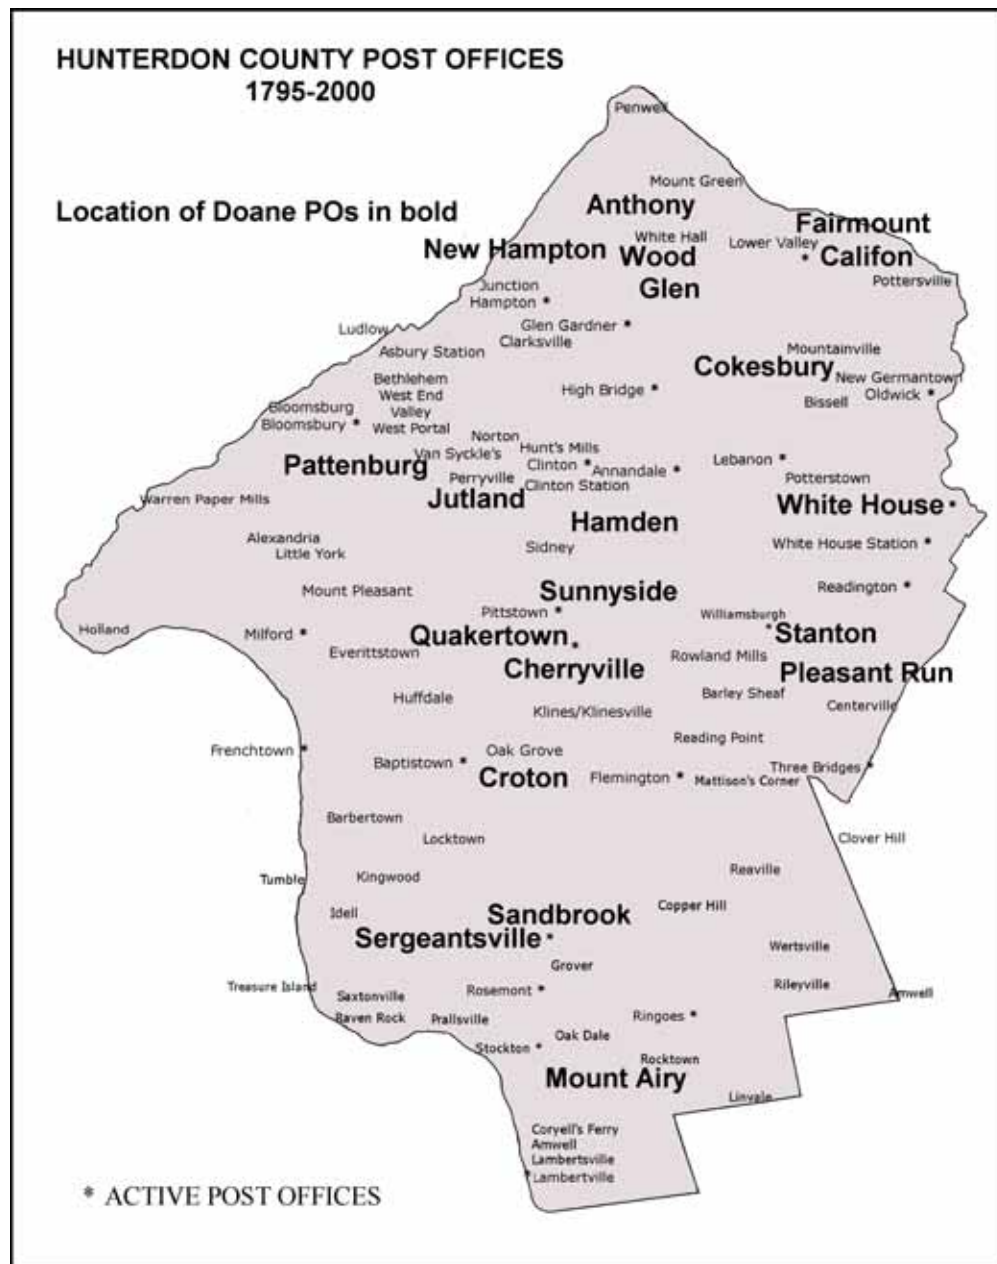 HUNTERDON COUNTY POST OFFICES
1795-2000
Penwell
Mount Green
Location of Doane POs in bold
Anthony
Fairmount
New Hampton
White Hall
Lower Valley
* Califon
Wood
Glen
Pottersville
Junction
Hampton *
Glen Gardner *
Ludlow
Clarksville
Asbury Station
Mountainville
Cokesbury
Bethlehem
New Germantown
High Bridge *
West End
Oldwick *
Bissell
Bloomsburg
Valley
Bloomsbury *
West Portal
Norton
Hunt's Mills
Van Syckle's
Lebanon *
Pattenburg
Clinton *
Annandale *
Perryville
Potterstown
Clinton Station
Warren Paper Mills
Jutland
White House *
Hamden
Alexandria
Sidney
White House Station *
Little York
Mount Pleasant
Sunnyside
Readington *
Pittstown *
Williamsburgh
Holland
Milford *
Quakertown *
* Stanton
Everittstown
Rowland Mills
Cherryville
Pleasant Run
Huffdale
Barley Sheaf
Klines/Klinesville
Centerville
Reading Point
Frenchtown *
Oak Grove
Baptistown *
Three Bridges *
Croton
Flemington *
Mattison's Corner
Barbertown
Locktown
Clover Hill
Reaville
Tumble
Kingwood
Copper Hill
Idell
Sandbrook
Sergeantsville *
Wertsville
Grover
Treasure Island
Rosemont *
Rileyville
Saxtonville
Amwell
Raven Rock
Prallsville
Ringoes *
Oak Dale
Stockton *
Rocktown
Mount Airy
Linvale
Coryell's Ferry
Amwell
Lambertsville
* Lambertville
* ACTIVE POST OFFICES